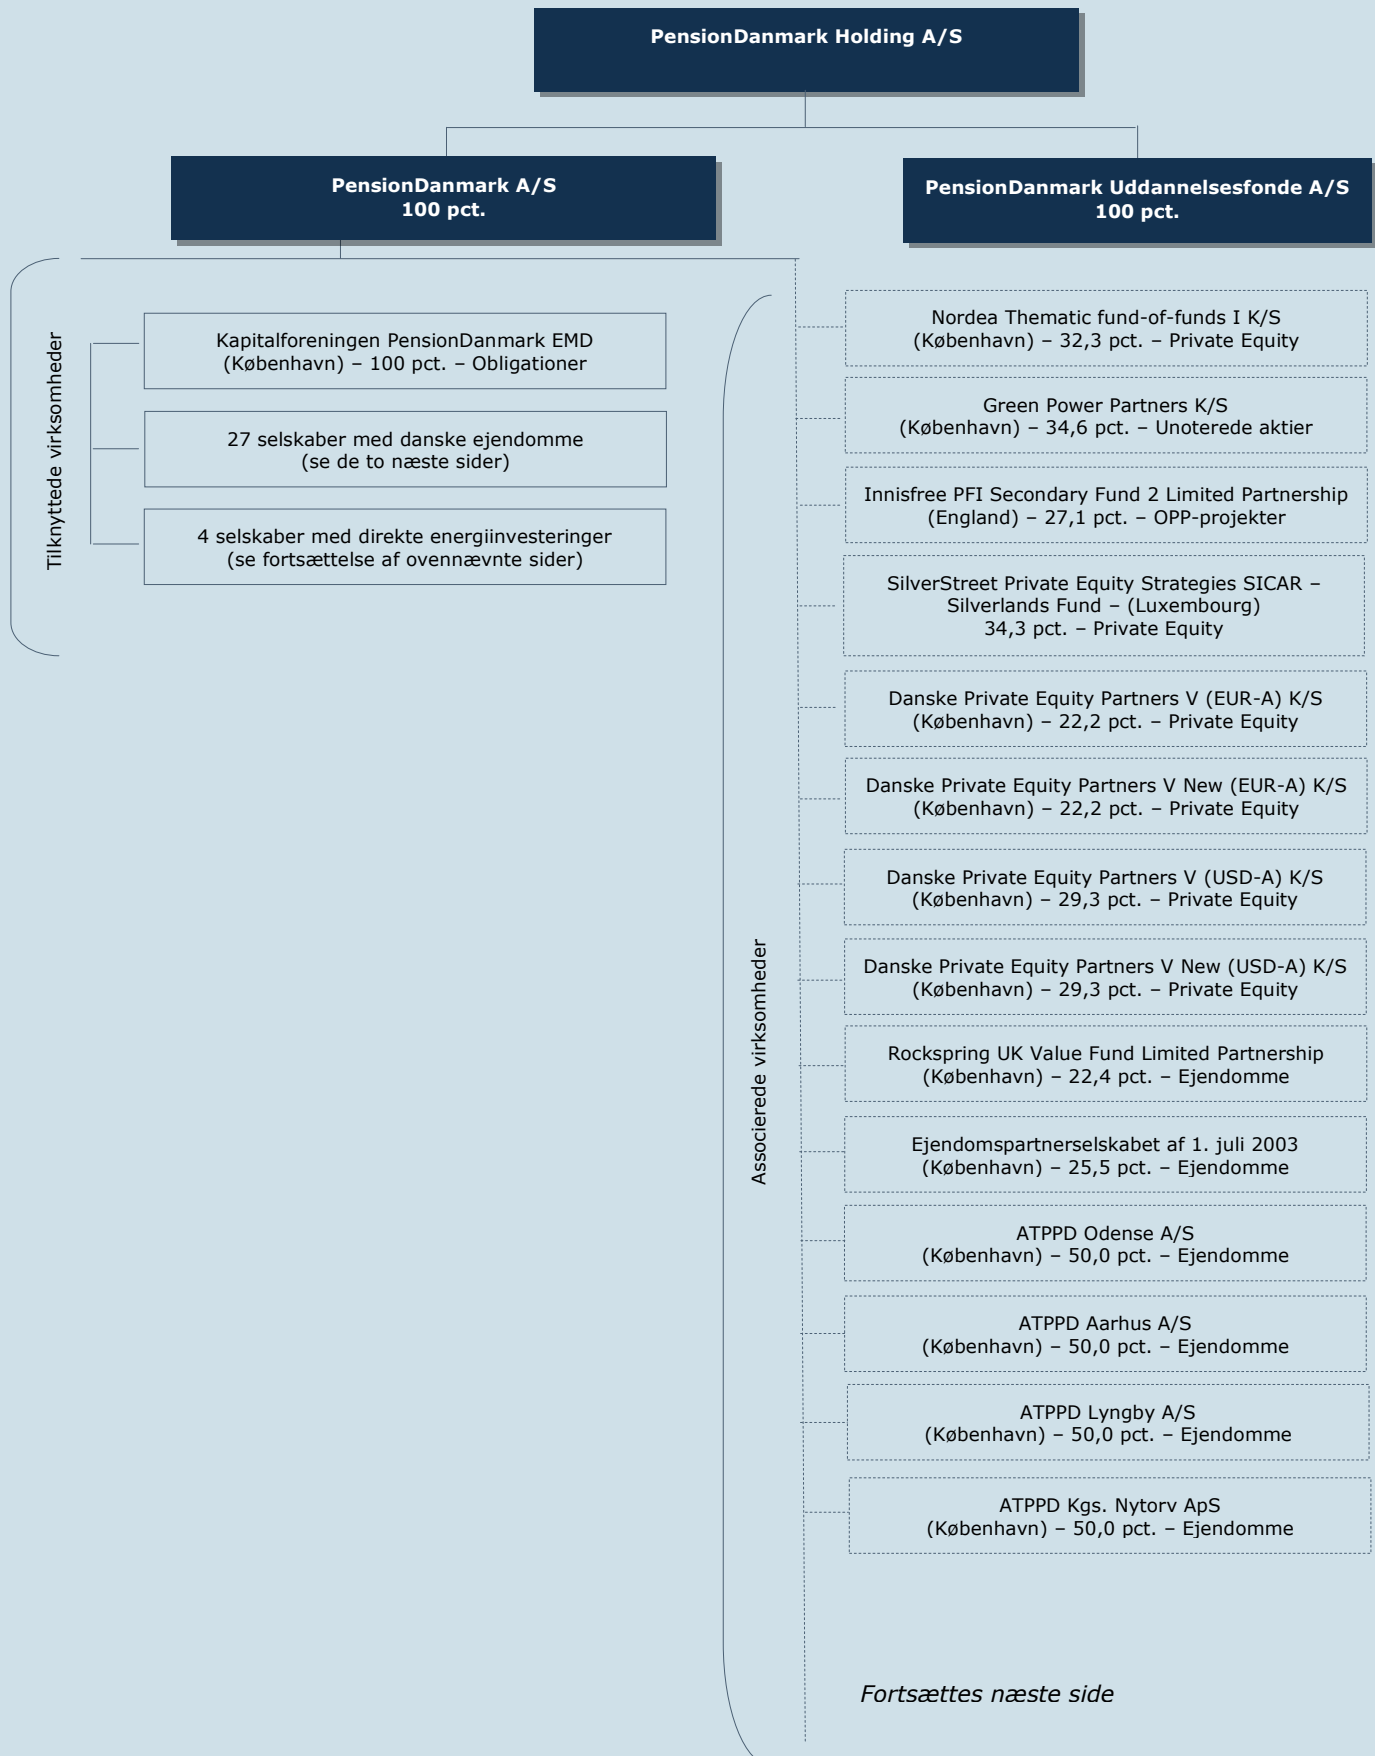 PensionDanmark Holding A/S
PensionDanmark A/S
100 pct.
PensionDanmark Uddannelsesfonde A/S
100 pct.
Tilknyttede virksomheder
Kapitalforeningen PensionDanmark EMD
(København) – 100 pct. – Obligationer
27 selskaber med danske ejendomme
(se de to næste sider)
4 selskaber med direkte energiinvesteringer
(se fortsættelse af ovennævnte sider)
Associerede virksomheder
Nordea Thematic fund-of-funds I K/S
(København) – 32,3 pct. – Private Equity
Green Power Partners K/S
(København) – 34,6 pct. – Unoterede aktier
Innisfree PFI Secondary Fund 2 Limited Partnership
(England) – 27,1 pct. – OPP-projekter
SilverStreet Private Equity Strategies SICAR –
Silverlands Fund – (Luxembourg)
34,3 pct. – Private Equity
Danske Private Equity Partners V (EUR-A) K/S
(København) – 22,2 pct. – Private Equity
Danske Private Equity Partners V New (EUR-A) K/S
(København) – 22,2 pct. – Private Equity
Danske Private Equity Partners V (USD-A) K/S
(København) – 29,3 pct. – Private Equity
Danske Private Equity Partners V New (USD-A) K/S
(København) – 29,3 pct. – Private Equity
Rockspring UK Value Fund Limited Partnership
(København) – 22,4 pct. – Ejendomme
Ejendomspartnerselskabet af 1. juli 2003
(København) – 25,5 pct. – Ejendomme
ATPPD Odense A/S
(København) – 50,0 pct. – Ejendomme
ATPPD Aarhus A/S
(København) – 50,0 pct. – Ejendomme
ATPPD Lyngby A/S
(København) – 50,0 pct. – Ejendomme
ATPPD Kgs. Nytorv ApS
(København) – 50,0 pct. – Ejendomme
Fortsættes næste side